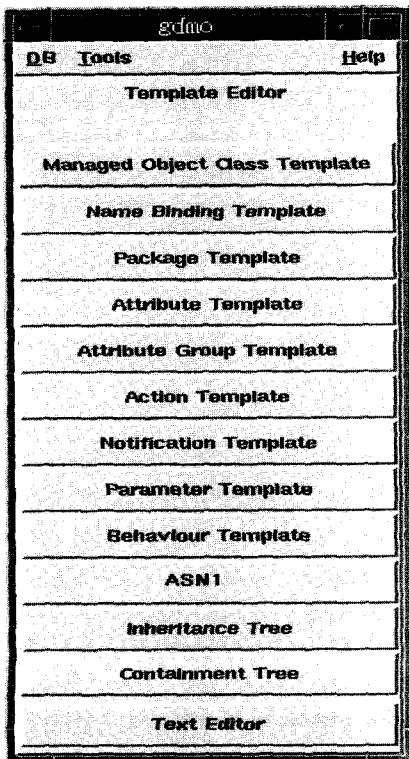 gdmo
DB Tools Help
Template Editor
Managed Object Class Template
Name Binding Template
Package Template
Attribute Template
Attribute Group Template
Action Template
Notification Template
Parameter Template
Behaviour Template
ASN1
Inheritance Tree
Containment Tree
Text Editor